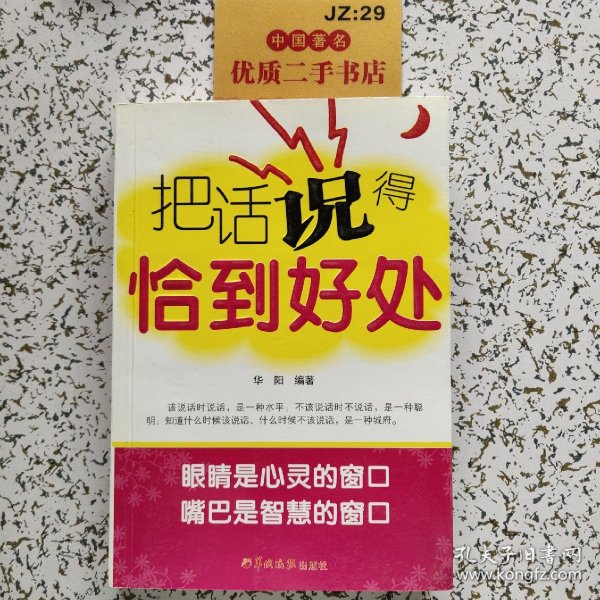 JZ:29
中国著名
优质二手书店
把话说得
恰到好处
华 阳 编著
该说话时说话，是一种水平；不该说话时不说话，是一种聪
明；知道什么时候该说话、什么时候不该说话，是一种城府。
眼睛是心灵的窗口
嘴巴是智慧的窗口
羊城晚报出版社
孔夫子旧书网
kongfz.com